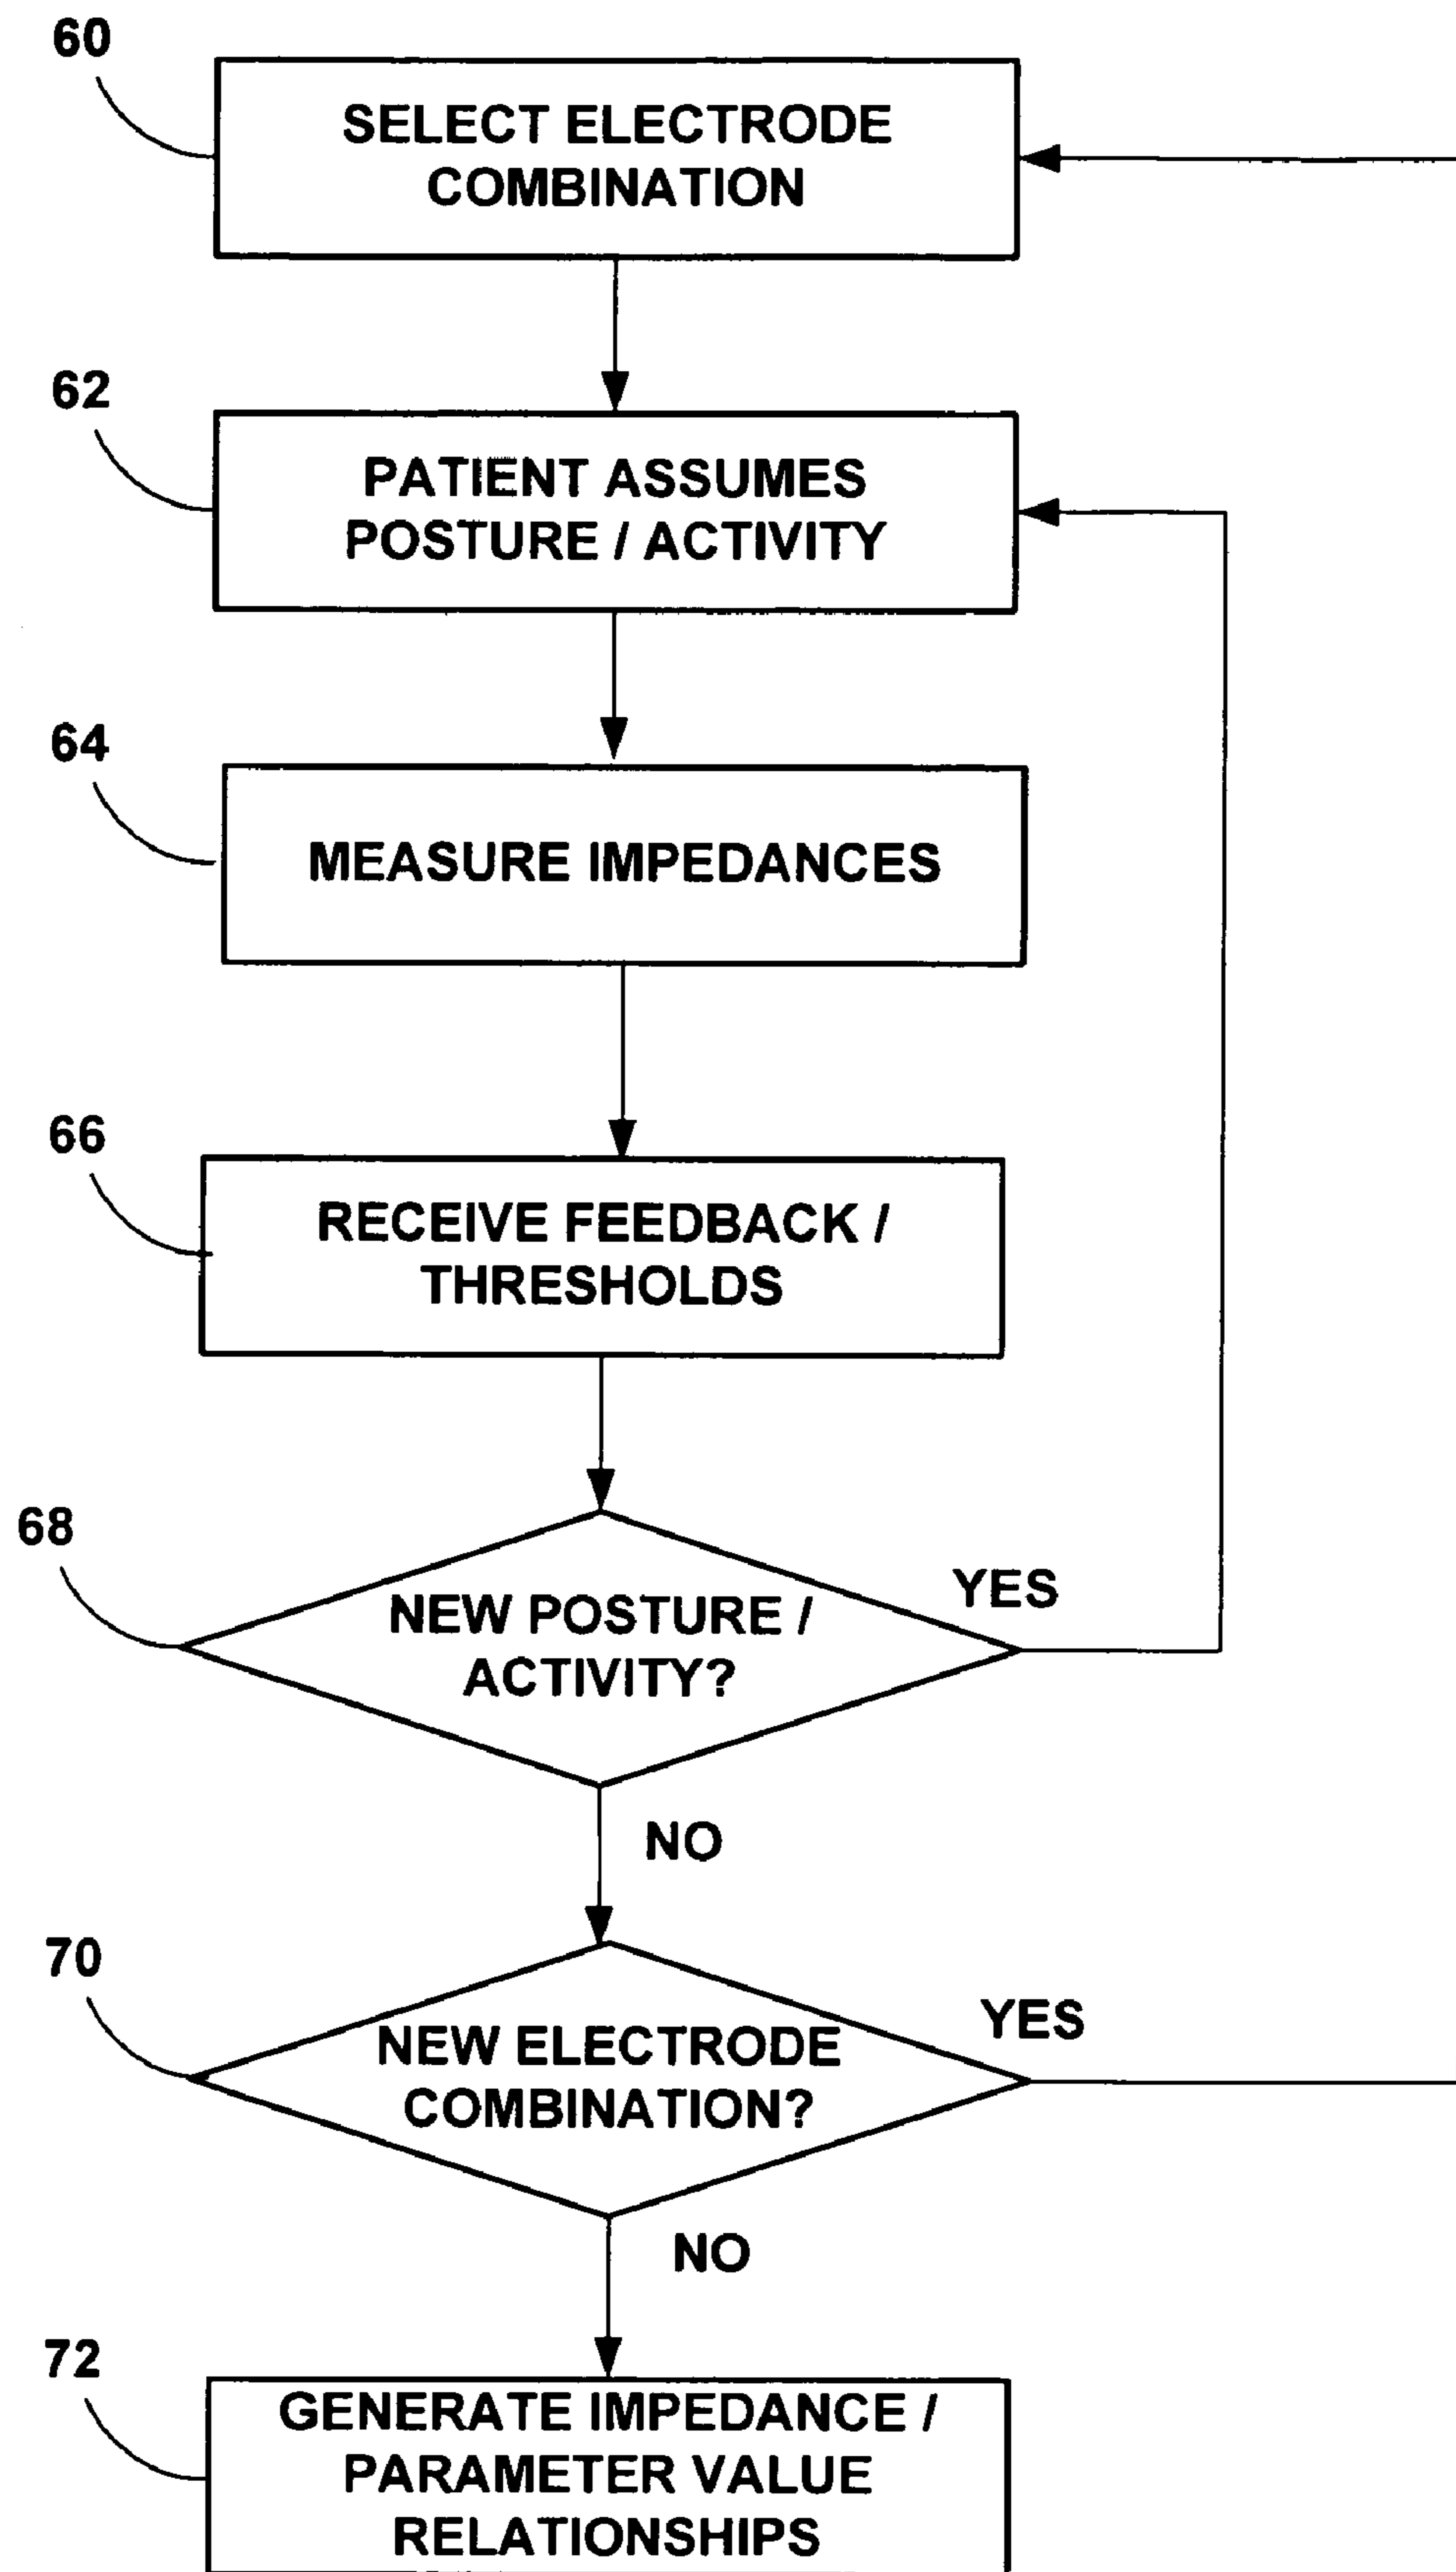 60
SELECT ELECTRODE
COMBINATION
62
PATIENT ASSUMES
POSTURE / ACTIVITY
64
MEASURE IMPEDANCES
66
RECEIVE FEEDBACK /
THRESHOLDS
68
NEW POSTURE /
ACTIVITY?
YES
NO
70
NEW ELECTRODE
COMBINATION?
YES
NO
72
GENERATE IMPEDANCE /
PARAMETER VALUE
RELATIONSHIPS